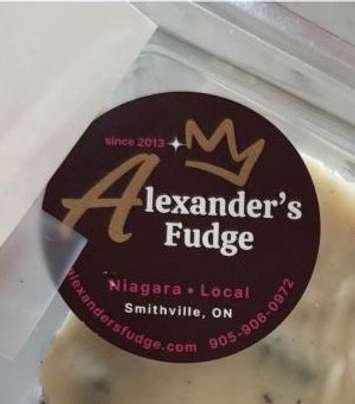 since 2013
Alexander's
Fudge
Niagara • Local
Smithville, ON
alexandersfudge.com 905-906-0972